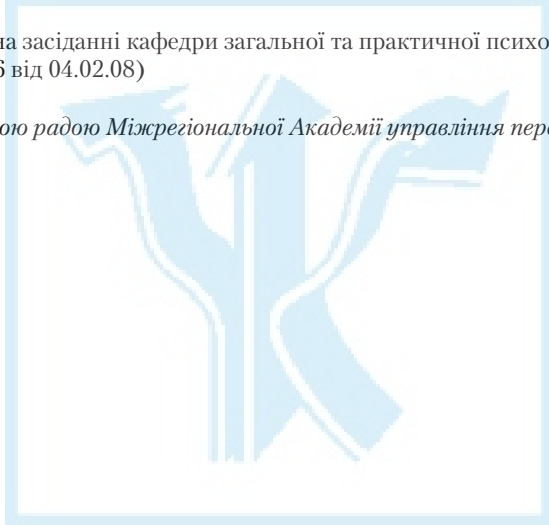 на засіданні кафедри загальної та практичної психо
6 від 04.02.08)
ою радою Міжрегіональної Академії управління пер